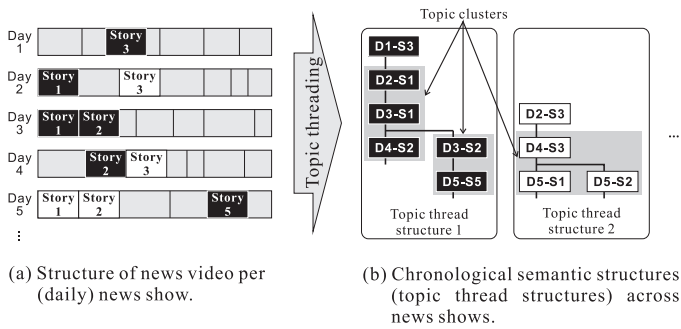 Day
1
Story
3
Day
2
Story
1
Story
3
Day
3
Story
1
Story
2
Day
4
Story
2
Story
3
Day
5
Story
1
Story
2
Story
5
⋮
(a) Structure of news video per
(daily) news show.
Topic threading
Topic clusters
D1-S3
D2-S1
D3-S1
D4-S2
D3-S2
D5-S5
Topic thread
structure 1
D2-S3
D4-S3
D5-S1
D5-S2
Topic thread
structure 2
...
(b) Chronological semantic structures
(topic thread structures) across
news shows.